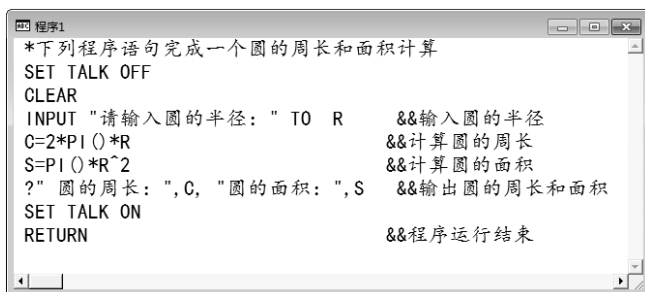 程序1
*下列程序语句完成一个圆的周长和面积计算
SET TALK OFF
CLEAR
INPUT "请输入圆的半径: " TO R &&输入圆的半径
C=2*PI()*R &&计算圆的周长
S=PI()*R^2 &&计算圆的面积
?" 圆的周长: ",C, "圆的面积: ",S &&输出圆的周长和面积
SET TALK ON
RETURN &&程序运行结束